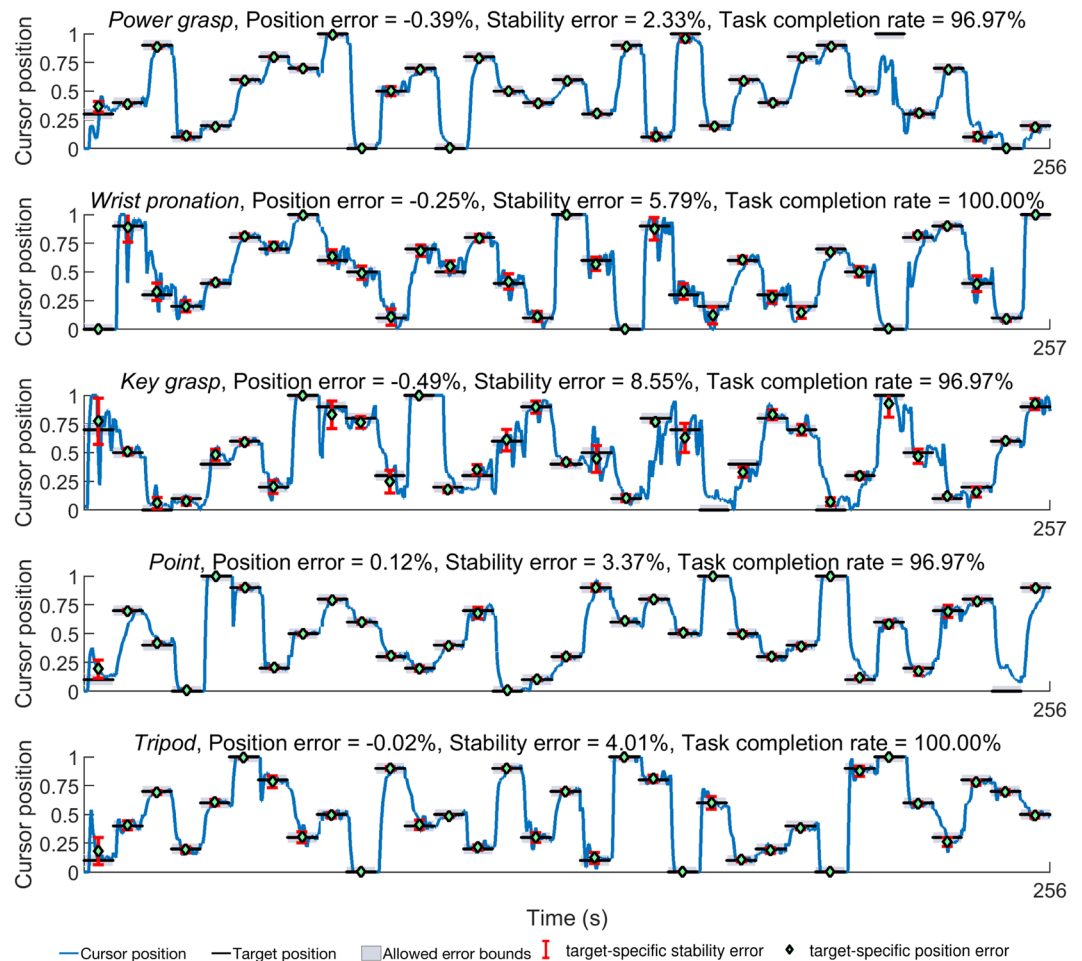 Power grasp, Position error = -0.39%, Stability error = 2.33%, Task completion rate = 96.97%
Cursor position
1
0.75
0.5
0.25
0
256
Wrist pronation, Position error = -0.25%, Stability error = 5.79%, Task completion rate = 100.00%
Cursor position
1
0.75
0.5
0.25
0
257
Key grasp, Position error = -0.49%, Stability error = 8.55%, Task completion rate = 96.97%
Cursor position
1
0.75
0.5
0.25
0
257
Point, Position error = 0.12%, Stability error = 3.37%, Task completion rate = 96.97%
Cursor position
1
0.75
0.5
0.25
0
256
Tripod, Position error = -0.02%, Stability error = 4.01%, Task completion rate = 100.00%
Cursor position
1
0.75
0.5
0.25
0
256
Time (s)
Cursor position Target position Allowed error bounds target-specific stability error target-specific position error